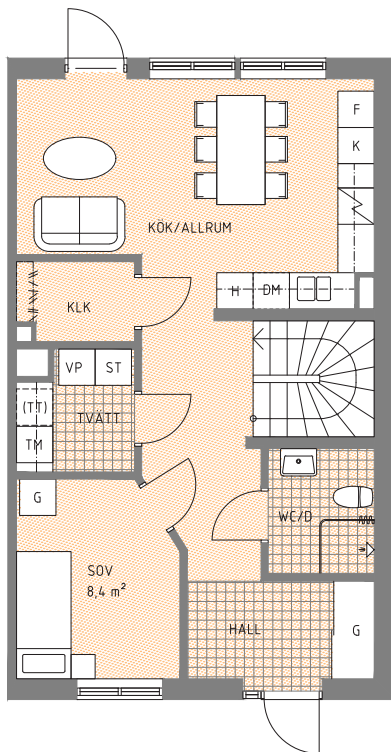 F
K
KÖK/ALLRUM
H
DM
KLK
VP
ST
(TT)
TVÄTT
TM
G
WC/D
SOV
8,4 m²
HALL
G